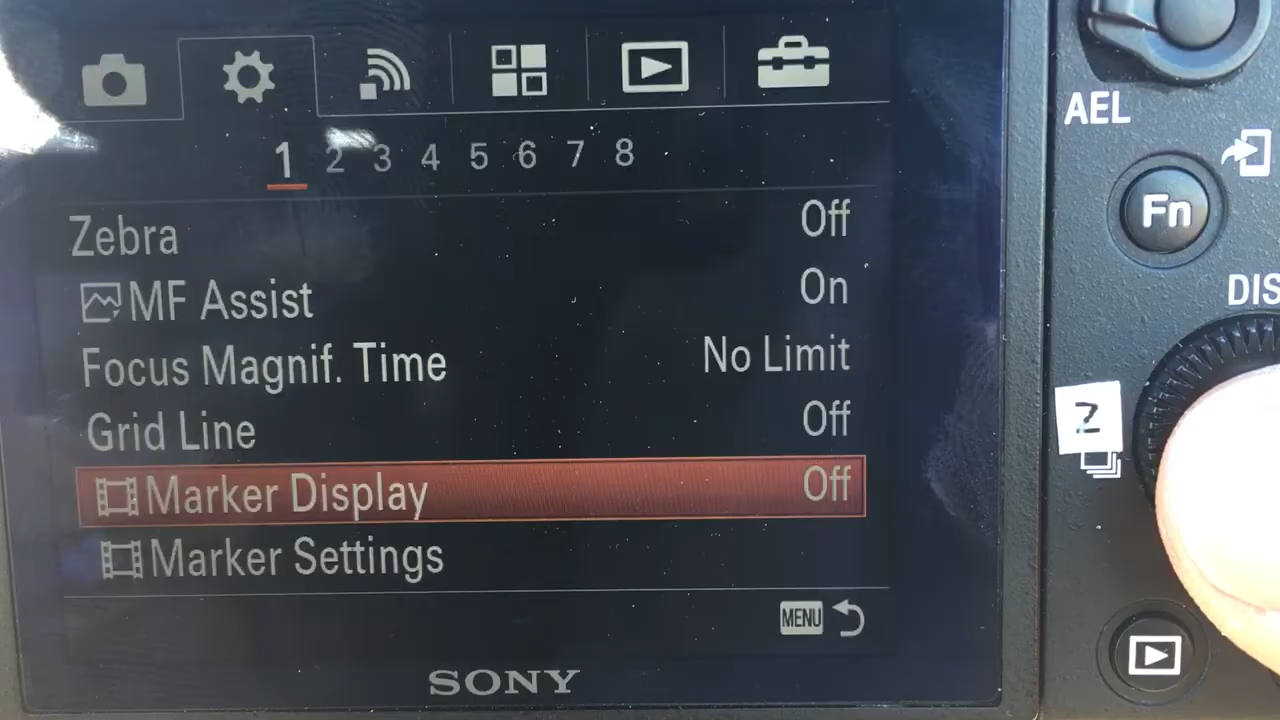 1 2 3 4 5 6 7 8
Zebra Off
MF Assist On
Focus Magnif. Time No Limit
Grid Line Off
Marker Display Off
Marker Settings
MENU
SONY
AEL
Fn
DIS